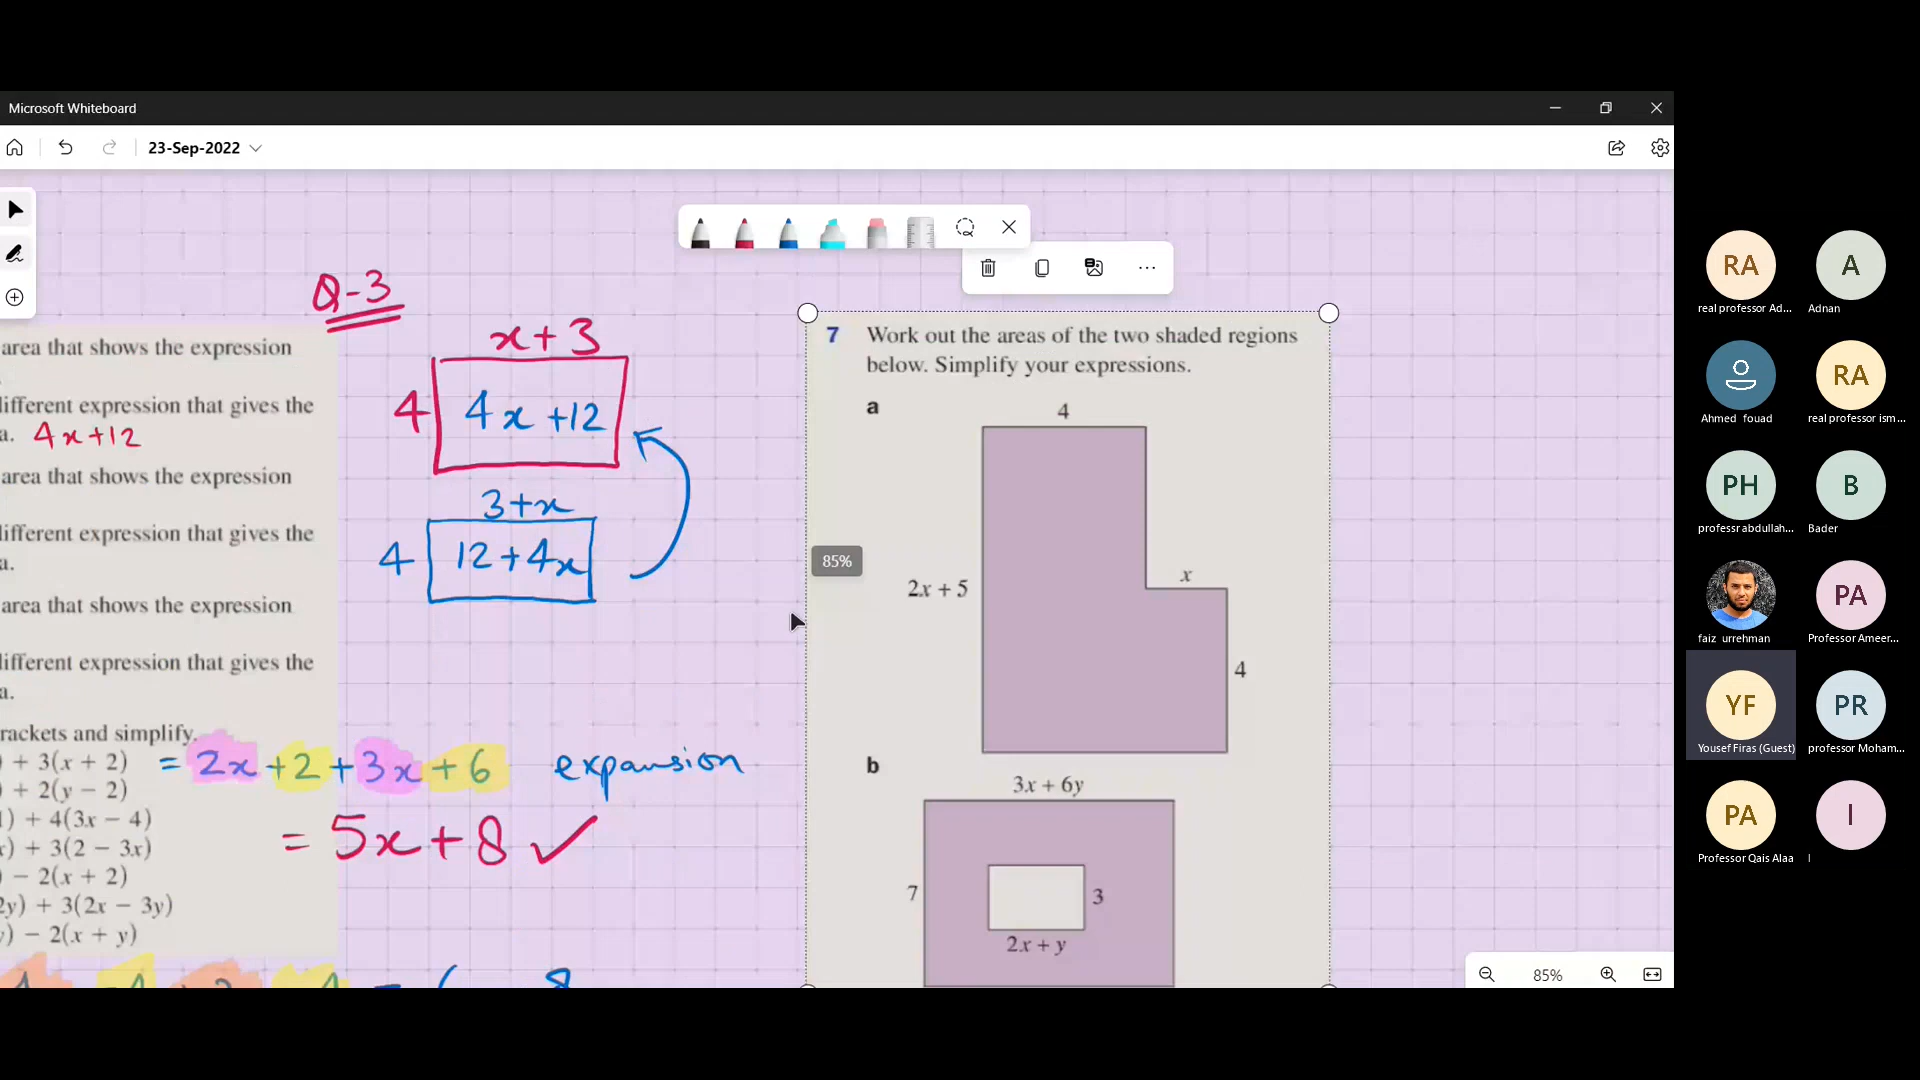 Microsoft Whiteboard
23-Sep-2022
Q-3
area that shows the expression
different expression that gives the
a. 4x+12
area that shows the expression
different expression that gives the
a.
area that shows the expression
different expression that gives the
a.
rackets and simplify.
) + 3(x + 2) = 2x +2 +3x +6 expansion
) + 2(y − 2)
1) + 4(3x − 4) = 5x+8 ✓
x) + 3(2 − 3x)
) − 2(x + 2)
2y) + 3(2x − 3y)
y) − 2(x + y)
x+3
4 4x+12
3+x
4 12+4x
7 Work out the areas of the two shaded regions
below. Simplify your expressions.
a
4
x
2x + 5
4
b
3x + 6y
7
3
2x + y
85%
85%
RA
real professor Ad...
A
Adnan
Ahmed fouad
RA
real professor ism...
PH
professr abdullah...
B
Bader
faiz urrehman
PA
Professor Ameer...
YF
Yousef Firas (Guest)
PR
professor Moham...
PA
Professor Qais Alaa
I
I